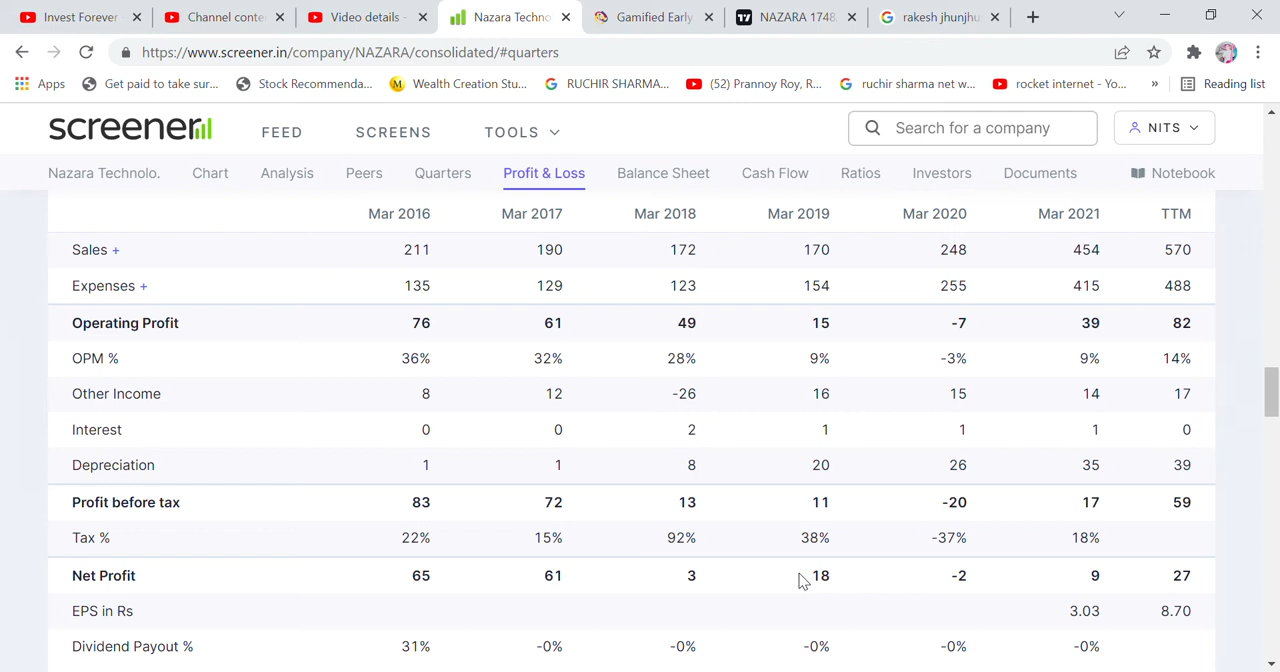 Invest Forever
Channel conte
Video details -
Nazara Techno
Gamified Early
NAZARA 1748.
rakesh jhunjhu
https://www.screener.in/company/NAZARA/consolidated/#quarters
Apps
Get paid to take sur...
Stock Recommenda...
Wealth Creation Stu...
RUCHIR SHARMA...
(52) Prannoy Roy, R...
ruchir sharma net w...
rocket internet - Yo...
»
Reading list
screener
FEED
SCREENS
TOOLS
Search for a company
NITS
Nazara Technolo.
Chart
Analysis
Peers
Quarters
Profit & Loss
Balance Sheet
Cash Flow
Ratios
Investors
Documents
Notebook
Mar 2016 Mar 2017 Mar 2018 Mar 2019 Mar 2020 Mar 2021 TTM
Sales + 211 190 172 170 248 454 570
Expenses + 135 129 123 154 255 415 488
Operating Profit 76 61 49 15 -7 39 82
OPM % 36% 32% 28% 9% -3% 9% 14%
Other Income 8 12 -26 16 15 14 17
Interest 0 0 2 1 1 1 0
Depreciation 1 1 8 20 26 35 39
Profit before tax 83 72 13 11 -20 17 59
Tax % 22% 15% 92% 38% -37% 18%
Net Profit 65 61 3 18 -2 9 27
EPS in Rs 3.03 8.70
Dividend Payout % 31% -0% -0% -0% -0% -0%